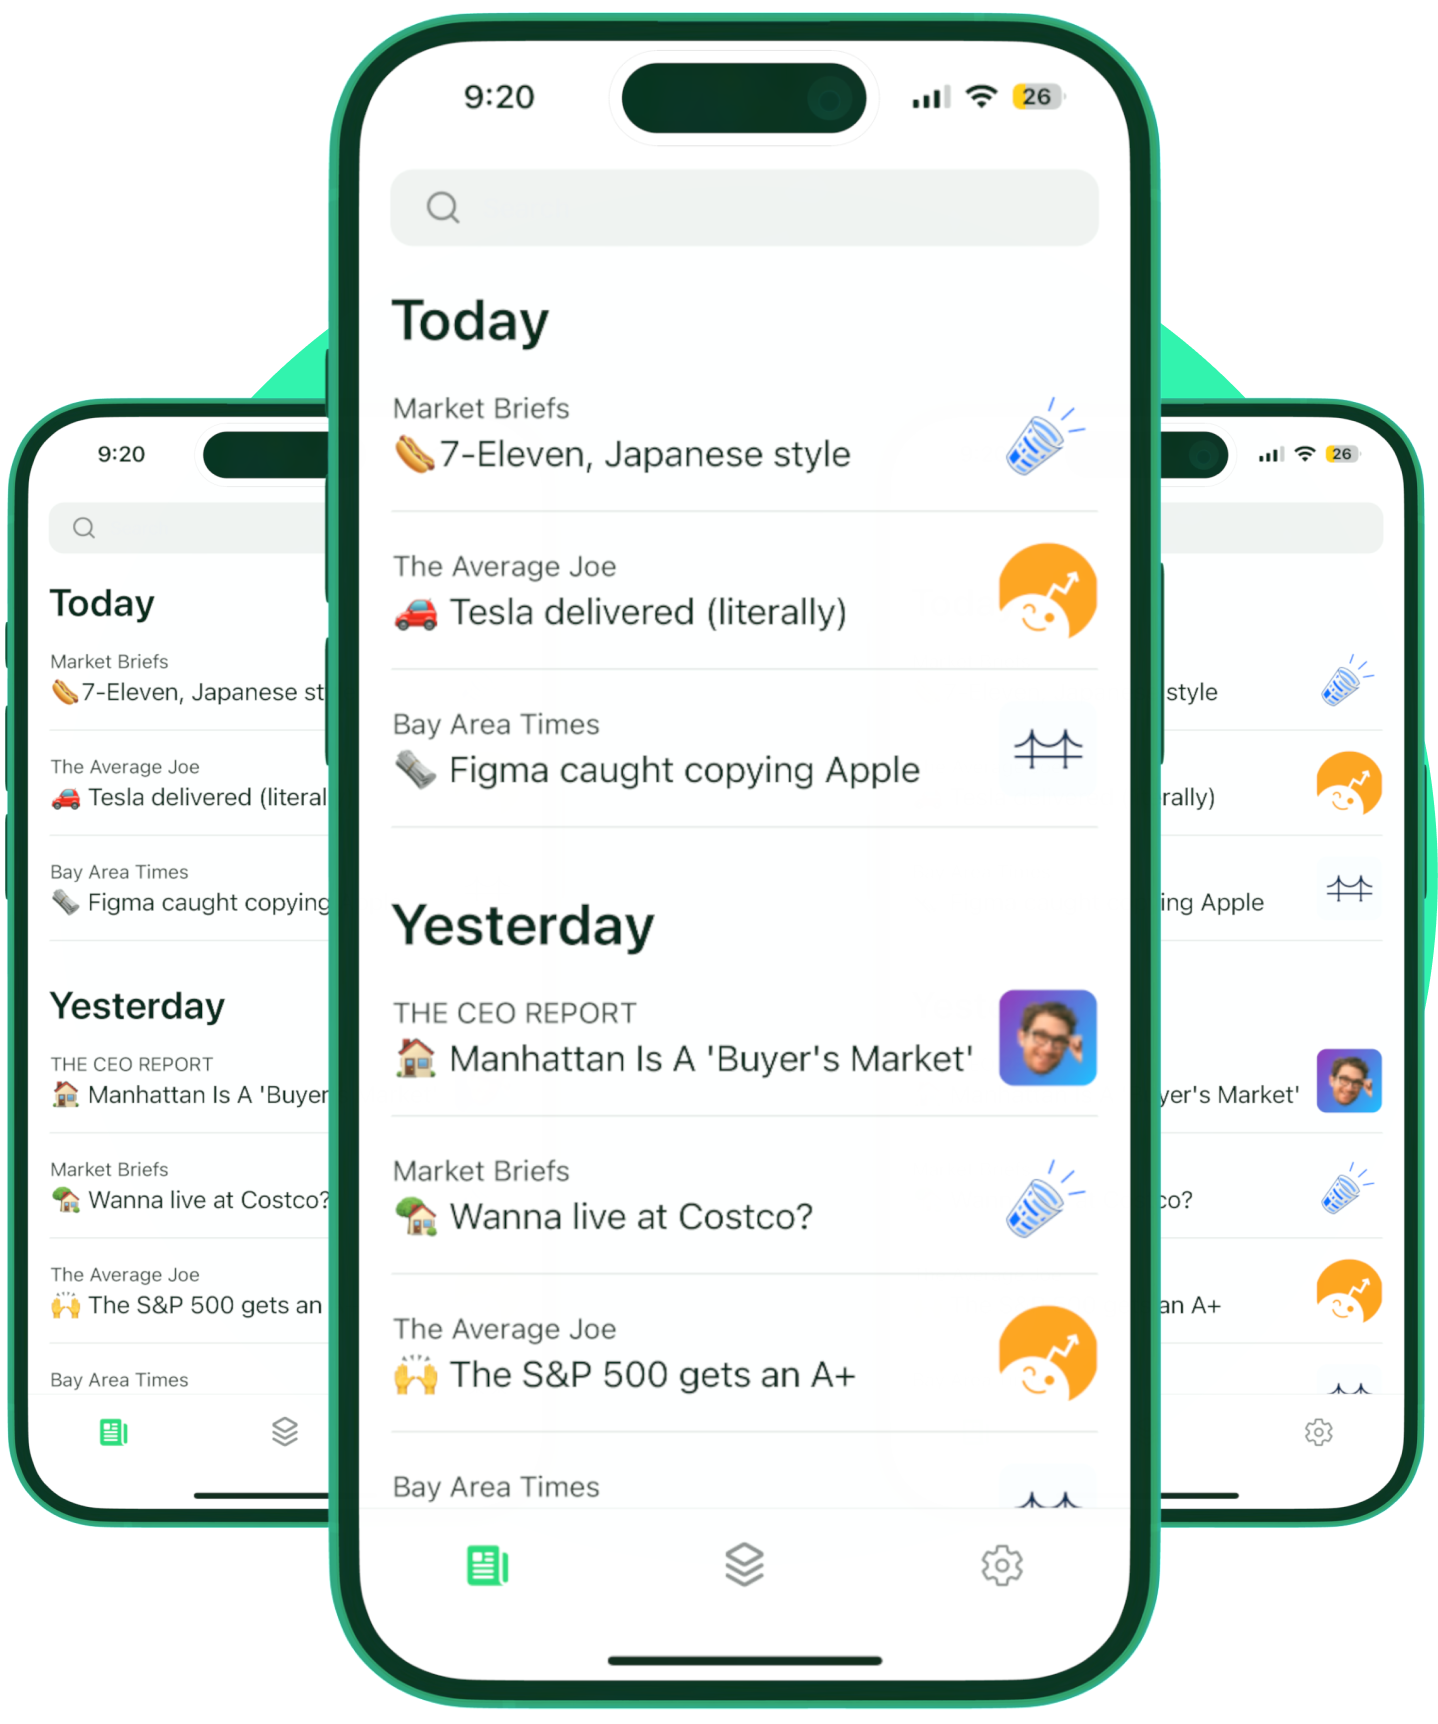 9:20
26
Today
Market Briefs
🌭7-Eleven, Japanese style
The Average Joe
🚗 Tesla delivered (literally)
Bay Area Times
🗞️ Figma caught copying Apple
Yesterday
THE CEO REPORT
🏠 Manhattan Is A 'Buyer's Market'
Market Briefs
🏡 Wanna live at Costco?
The Average Joe
🙌 The S&P 500 gets an A+
Bay Area Times
9:20
Today
Market Briefs
🌭7-Eleven, Japanese st
The Average Joe
🚗 Tesla delivered (literal
Bay Area Times
🗞️ Figma caught copying
Yesterday
THE CEO REPORT
🏠 Manhattan Is A 'Buyer
Market Briefs
🏡 Wanna live at Costco?
The Average Joe
🙌 The S&P 500 gets an
Bay Area Times
26
style
rally)
ing Apple
yer's Market'
co?
an A+